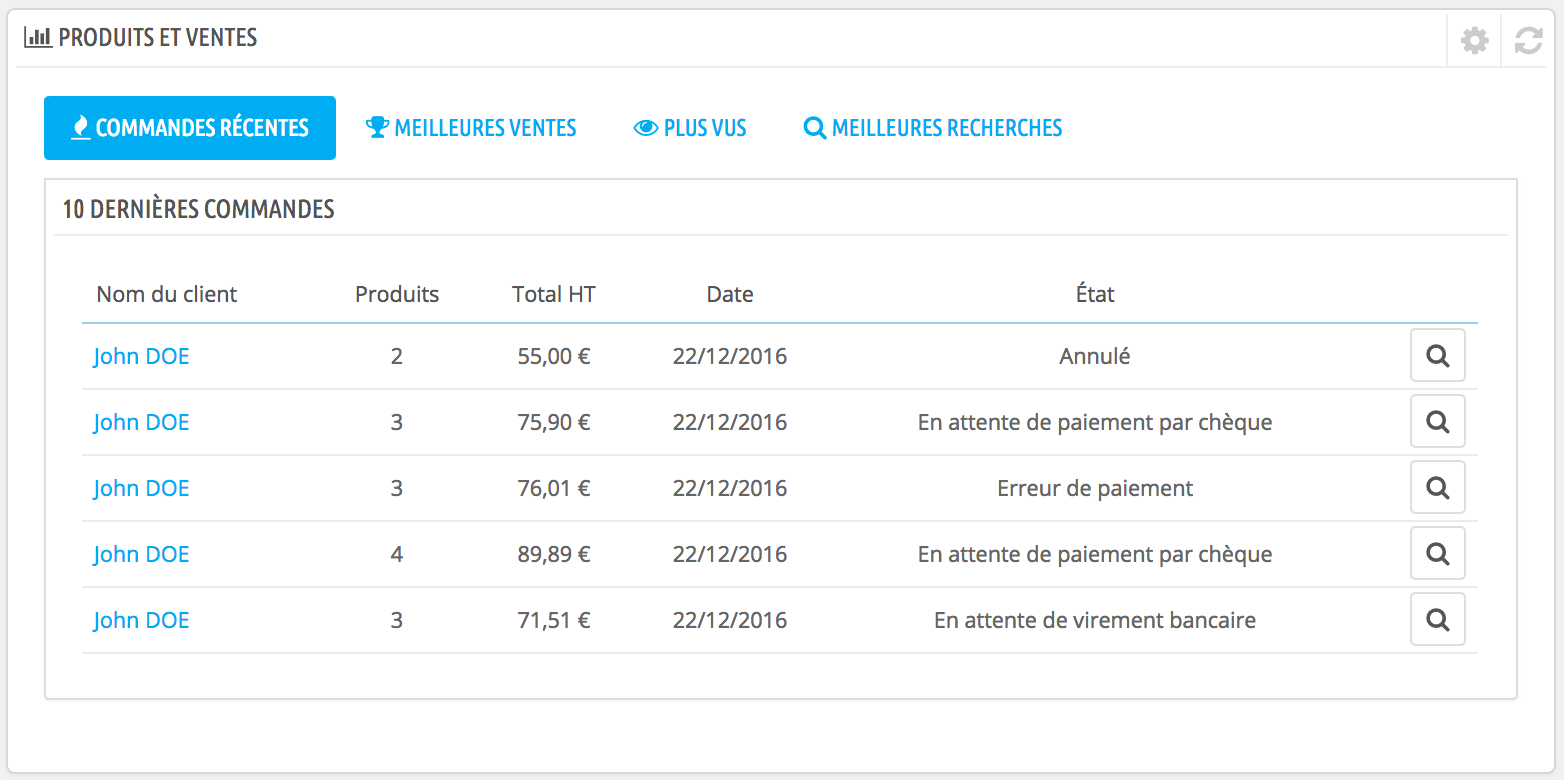 PRODUITS ET VENTES
COMMANDES RÉCENTES MEILLEURES VENTES PLUS VUS MEILLEURES RECHERCHES
10 DERNIÈRES COMMANDES
Nom du client Produits Total HT Date État
John DOE 2 55,00 € 22/12/2016 Annulé
John DOE 3 75,90 € 22/12/2016 En attente de paiement par chèque
John DOE 3 76,01 € 22/12/2016 Erreur de paiement
John DOE 4 89,89 € 22/12/2016 En attente de paiement par chèque
John DOE 3 71,51 € 22/12/2016 En attente de virement bancaire